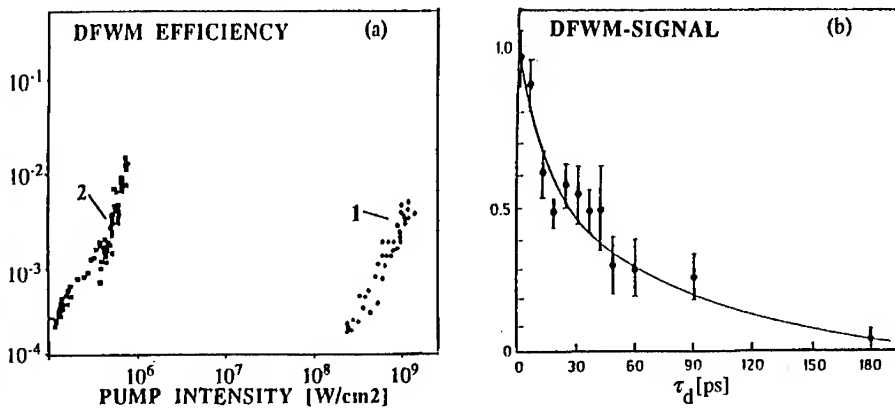 DFWM EFFICIENCY (a)
10^-1
10^-2
10^-3
10^-4
2
1
10^6 10^7 10^8 10^9
PUMP INTENSITY [W/cm2]
DFWM-SIGNAL (b)
1.0
0.5
0
0 30 60 90 120 150 180
τd [ps]